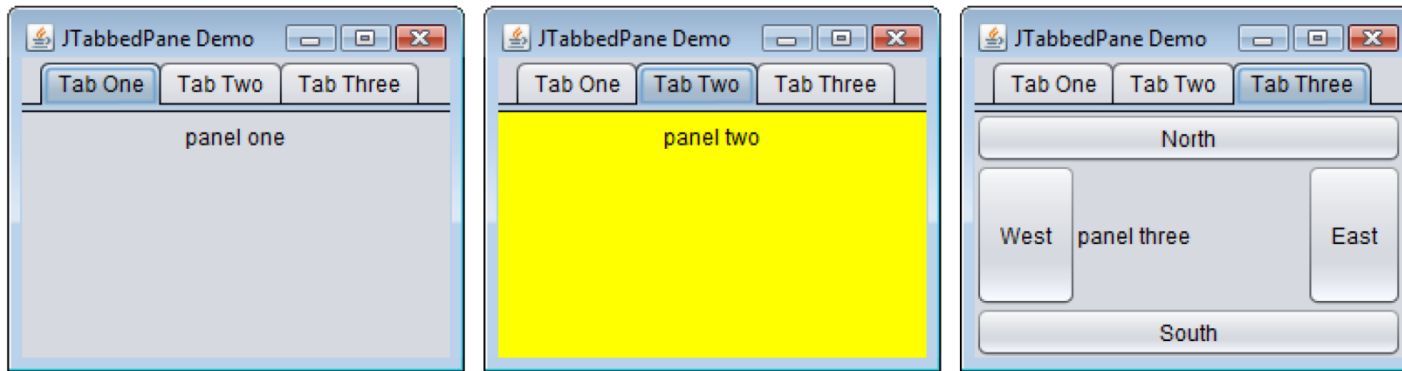 JTabbedPane Demo
Tab One Tab Two Tab Three
panel one
JTabbedPane Demo
Tab One Tab Two Tab Three
panel two
JTabbedPane Demo
Tab One Tab Two Tab Three
North
West panel three East
South